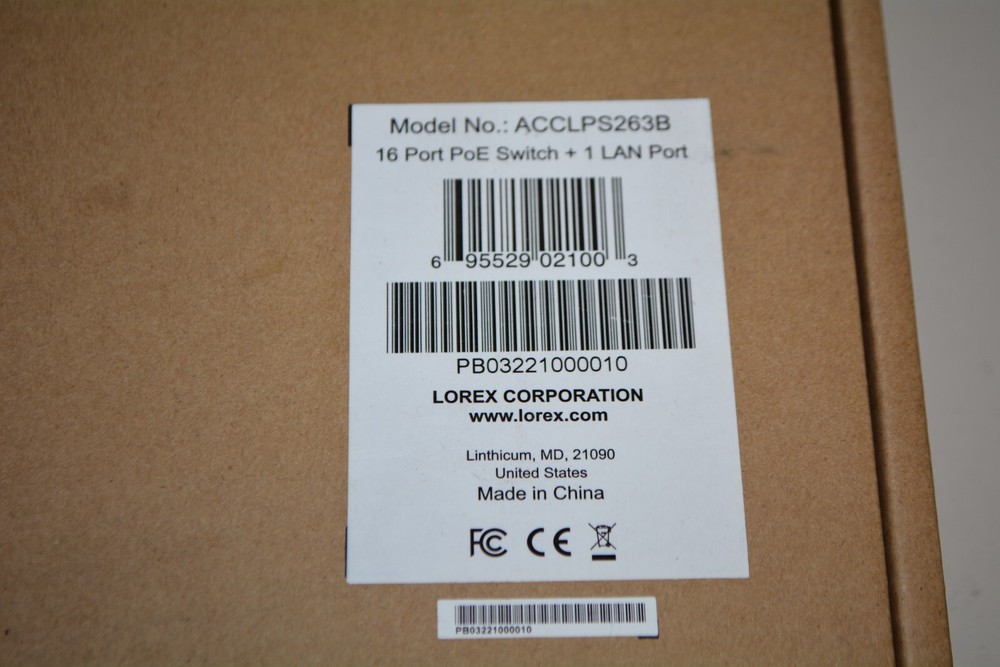 Model No.: ACCLPS263B
16 Port PoE Switch + 1 LAN Port
6 95529 02100 3
PB03221000010
LOREX CORPORATION
www.lorex.com
Linthicum, MD, 21090
United States
Made in China
FC CE
PB03221000010